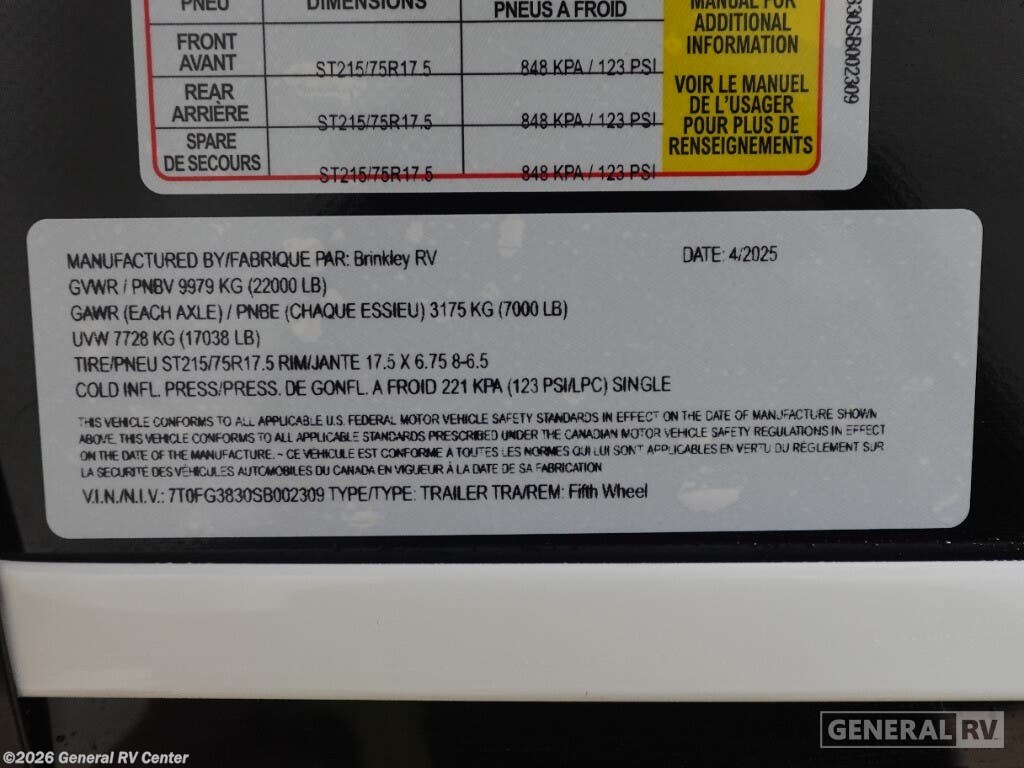 PNEU DIMENSIONS PNEUS A FROID
MANUAL FOR
ADDITIONAL
INFORMATION
FRONT
AVANT ST215/75R17.5 848 KPA / 123 PSI
REAR
ARRIÈRE ST215/75R17.5 848 KPA / 123 PSI
SPARE
DE SECOURS ST215/75R17.5 848 KPA / 123 PSI
VOIR LE MANUEL
DE L'USAGER
POUR PLUS DE
RENSEIGNEMENTS
830SB002309
MANUFACTURED BY/FABRIQUE PAR: Brinkley RV DATE: 4/2025
GVWR / PNBV 9979 KG (22000 LB)
GAWR (EACH AXLE) / PNBE (CHAQUE ESSIEU) 3175 KG (7000 LB)
UVW 7728 KG (17038 LB)
TIRE/PNEU ST215/75R17.5 RIM/JANTE 17.5 X 6.75 8-6.5
COLD INFL. PRESS/PRESS. DE GONFL. A FROID 221 KPA (123 PSI/LPC) SINGLE
THIS VEHICLE CONFORMS TO ALL APPLICABLE U.S. FEDERAL MOTOR VEHICLE SAFETY STANDARDS IN EFFECT ON THE DATE OF MANUFACTURE SHOWN
ABOVE. THIS VEHICLE CONFORMS TO ALL APPLICABLE STANDARDS PRESCRIBED UNDER THE CANADIAN MOTOR VEHICLE SAFETY REGULATIONS IN EFFECT
ON THE DATE OF THE MANUFACTURE. - CE VEHICULE EST CONFORME A TOUTES LES NORMES QUI LUI SONT APPLICABLES EN VERTU DU RÈGLEMENT SUR
LA SECURITÉ DES VÉHICULES AUTOMOBILES DU CANADA EN VIGUEUR À LA DATE DE SA FABRICATION
V.I.N./N.I.V.: 7T0FG3830SB002309 TYPE/TYPE: TRAILER TRA/REM: Fifth Wheel
GENERAL RV
©2026 General RV Center